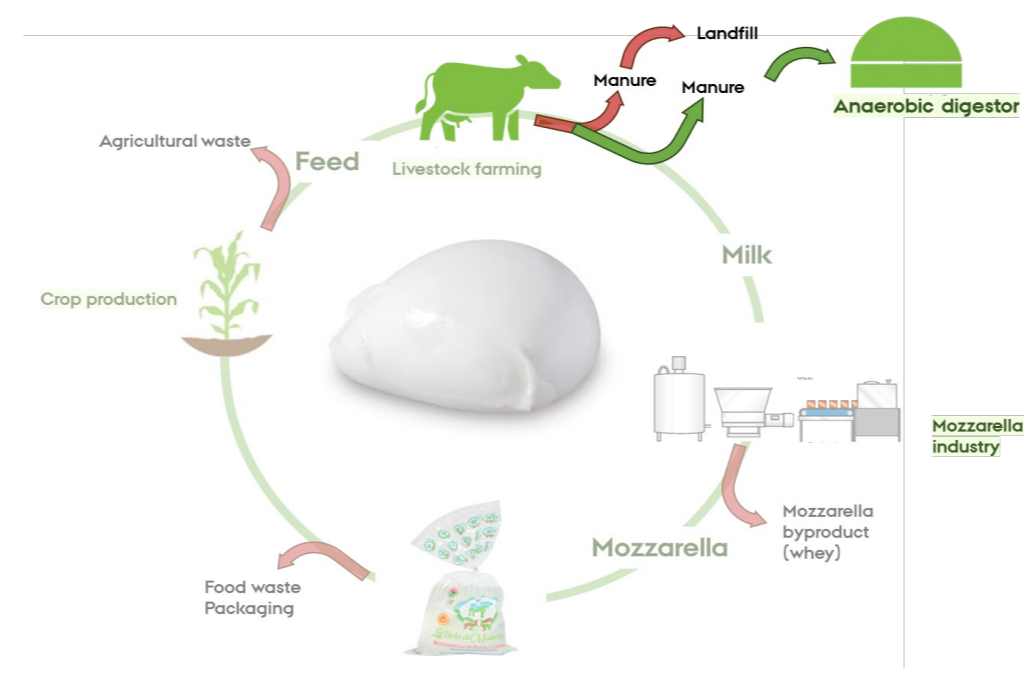 Landfill
Manure
Manure
Anaerobic digestor
Agricultural waste
Feed
Livestock farming
Milk
Crop production
Mozzarella
industry
Mozzarella
byproduct
(whey)
Mozzarella
Food waste
Packaging